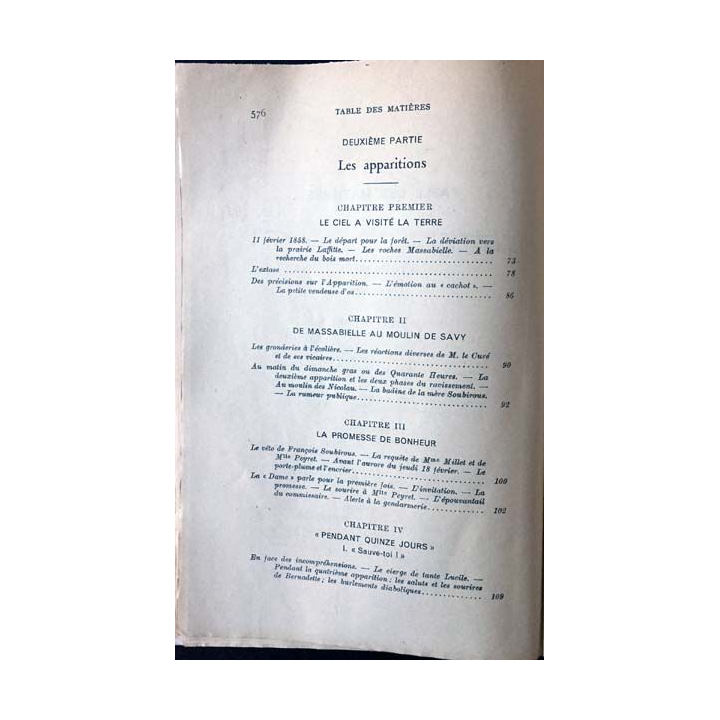 576
TABLE DES MATIÈRES
DEUXIÈME PARTIE
Les apparitions
CHAPITRE PREMIER
LE CIEL A VISITÉ LA TERRE
11 février 1858. — Le départ pour la forêt. — La déviation vers
la prairie Laffitte. — Les roches Massabielle. — A la
recherche du bois mort.............................. 73
L'extase .............................. 78
Des précisions sur l'Apparition. — L'émotion au « cachot ». —
La petite vendeuse d'os.............................. 86
CHAPITRE II
DE MASSABIELLE AU MOULIN DE SAVY
Les gronderies à l'écolière. — Les réactions diverses de M. le Curé
et de ses vicaires.............................. 90
Au matin du dimanche gras ou des Quarante Heures. — La
deuxième apparition et les deux phases du ravissement. —
Au moulin des Nicolau. — La badine de la mère Soubirous.
— La rumeur publique.............................. 92
CHAPITRE III
LA PROMESSE DE BONHEUR
Le véto de François Soubirous. — La requête de Mme Millet et de
Mlle Peyret. — Avant l'aurore du jeudi 18 février. — Le
porte-plume et l'encrier.............................. 100
La « Dame » parle pour la première fois. — L'invitation. — La
promesse. — Le sourire à Mlle Peyret. — L'épouvantail
du commissaire. — Alerte à la gendarmerie.............................. 102
CHAPITRE IV
« PENDANT QUINZE JOURS »
I. « Sauve-toi ! »
En face des incompréhensions. — Le cierge de tante Lucile. —
Pendant la quatrième apparition : les saluts et les sourires
de Bernadette ; les hurlements diaboliques.............................. 109